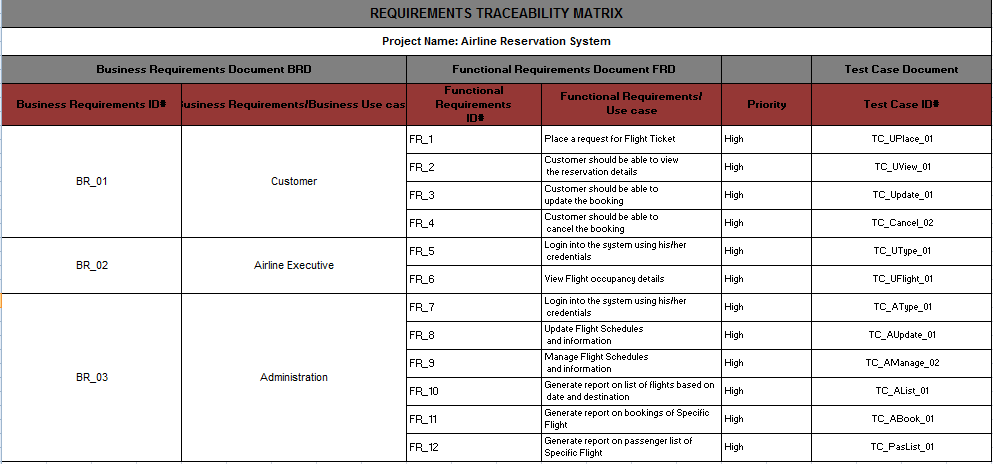 REQUIREMENTS TRACEABILITY MATRIX
Project Name: Airline Reservation System
Business Requirements Document BRD Functional Requirements Document FRD Test Case Document
Business Requirements ID# usiness Requirements/Business Use cas Functional Requirements ID# Functional Requirements/ Use case Priority Test Case ID#
BR_01 Customer
FR_1 Place a request for Flight Ticket High TC_UPlace_01
FR_2 Customer should be able to view the reservation details High TC_UView_01
FR_3 Customer should be able to update the booking High TC_Update_01
FR_4 Customer should be able to cancel the booking High TC_Cancel_02
BR_02 Airline Executive
FR_5 Login into the system using his/her credentials High TC_UType_01
FR_6 View Flight occupancy details High TC_UFlight_01
BR_03 Administration
FR_7 Login into the system using his/her credentials High TC_AType_01
FR_8 Update Flight Schedules and information High TC_AUpdate_01
FR_9 Manage Flight Schedules and information High TC_AManage_02
FR_10 Generate report on list of flights based on date and destination High TC_AList_01
FR_11 Generate report on bookings of Specific Flight High TC_ABook_01
FR_12 Generate report on passenger list of Specific Flight High TC_PasList_01